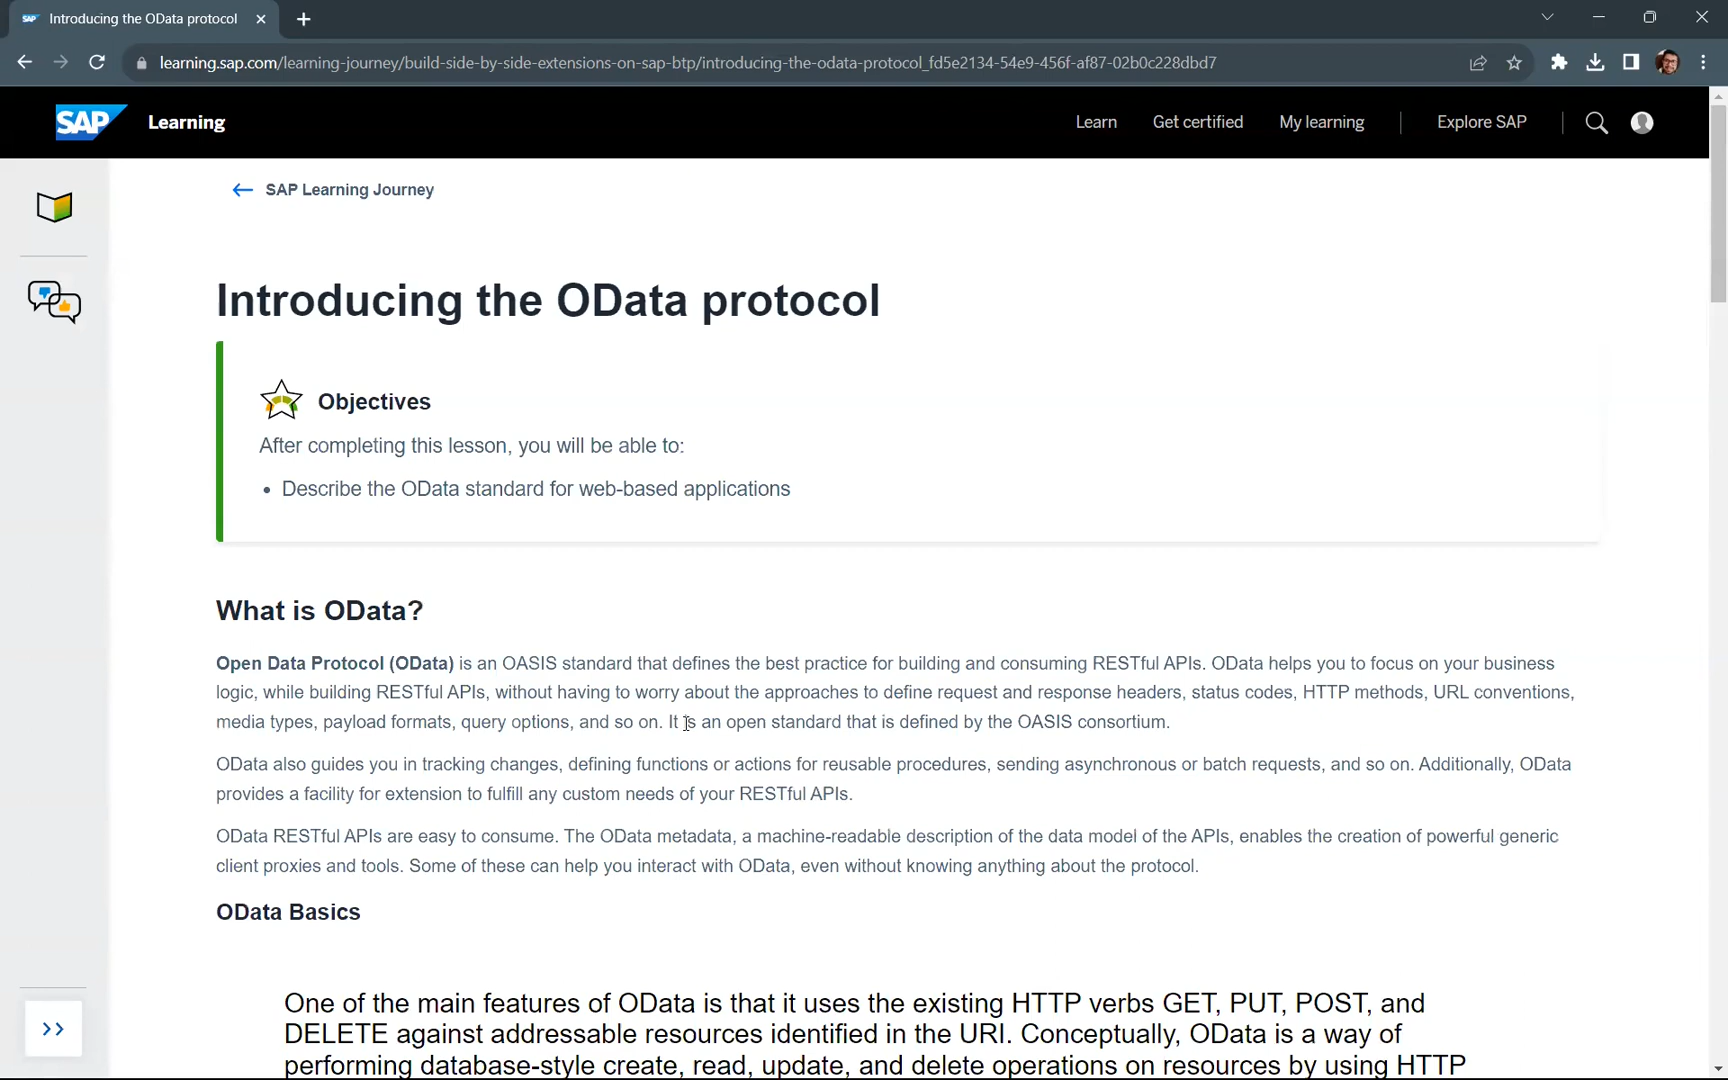 SAP Introducing the OData protocol
learning.sap.com/learning-journey/build-side-by-side-extensions-on-sap-btp/introducing-the-odata-protocol_fd5e2134-54e9-456f-af87-02b0c228dbd7
SAP Learning Learn Get certified My learning Explore SAP
SAP Learning Journey
Introducing the OData protocol
Objectives
After completing this lesson, you will be able to:
• Describe the OData standard for web-based applications
What is OData?
Open Data Protocol (OData) is an OASIS standard that defines the best practice for building and consuming RESTful APIs. OData helps you to focus on your business
logic, while building RESTful APIs, without having to worry about the approaches to define request and response headers, status codes, HTTP methods, URL conventions,
media types, payload formats, query options, and so on. It is an open standard that is defined by the OASIS consortium.
OData also guides you in tracking changes, defining functions or actions for reusable procedures, sending asynchronous or batch requests, and so on. Additionally, OData
provides a facility for extension to fulfill any custom needs of your RESTful APIs.
OData RESTful APIs are easy to consume. The OData metadata, a machine-readable description of the data model of the APIs, enables the creation of powerful generic
client proxies and tools. Some of these can help you interact with OData, even without knowing anything about the protocol.
OData Basics
One of the main features of OData is that it uses the existing HTTP verbs GET, PUT, POST, and
DELETE against addressable resources identified in the URI. Conceptually, OData is a way of
performing database-style create, read, update, and delete operations on resources by using HTTP